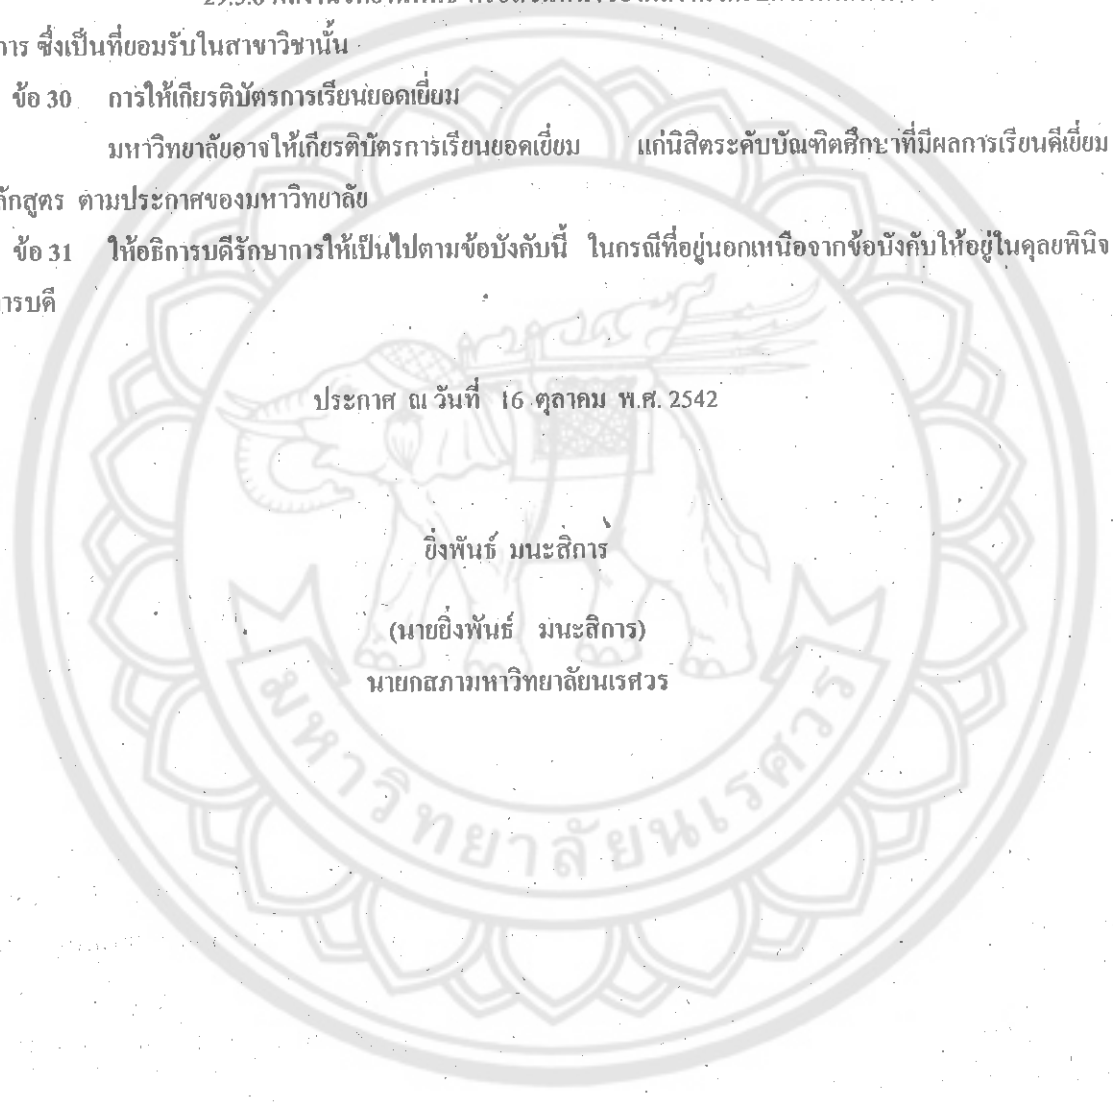 การ ซึ่งเป็นที่ยอมรับในสาขาวิชานั้น
ข้อ 30 การให้เกียรติบัตรการเรียนยอดเยี่ยม
มหาวิทยาลัยอาจให้เกียรติบัตรการเรียนยอดเยี่ยม แก่นิสิตระดับบัณฑิตศึกษาที่มีผลการเรียนดีเยี่ยม
ลักสูตร ตามประกาศของมหาวิทยาลัย
ข้อ 31 ให้อธิการบดีรักษาการให้เป็นไปตามข้อบังคับนี้ ในกรณีที่อยู่นอกเหนือจากข้อบังคับให้อยู่ในดุลยพินิจ
การบดี
ประกาศ ณ วันที่ 16 ตุลาคม พ.ศ. 2542
ยิ่งพันธ์ มนะสิการ
(นายยิ่งพันธ์ มนะสิการ)
นายกสภามหาวิทยาลัยนเรศวร
มหาวิทยาลัยนเรศวร